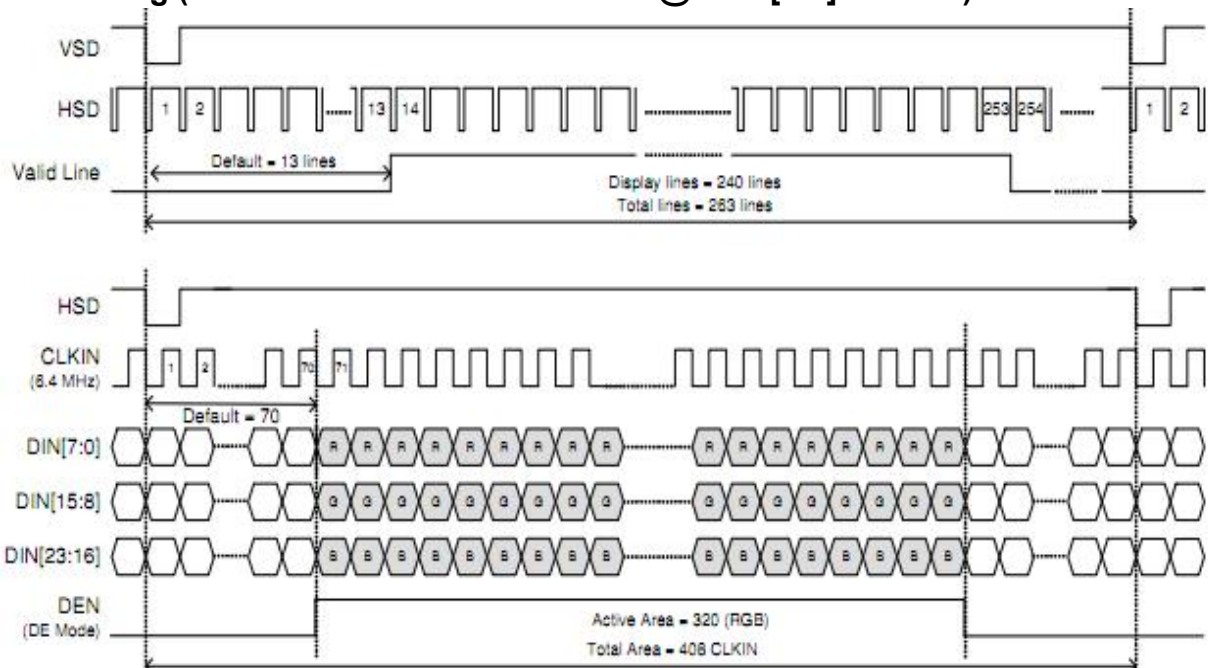 VSD
HSD 1 2 13 14 253 254 1 2
Valid Line
Default = 13 lines
Display lines = 240 lines
Total lines = 263 lines
HSD
CLKIN
(6.4 MHz)
1 2 70 71
Default = 70
DIN[7:0] R R R R R R R R R R R R R R R R R
DIN[15:8] G G G G G G G G G G G G G G G G G
DIN[23:16] B B B B B B B B B B B B B B B B B
DEN
(DE Mode)
Active Area = 320 (RGB)
Total Area = 408 CLKIN